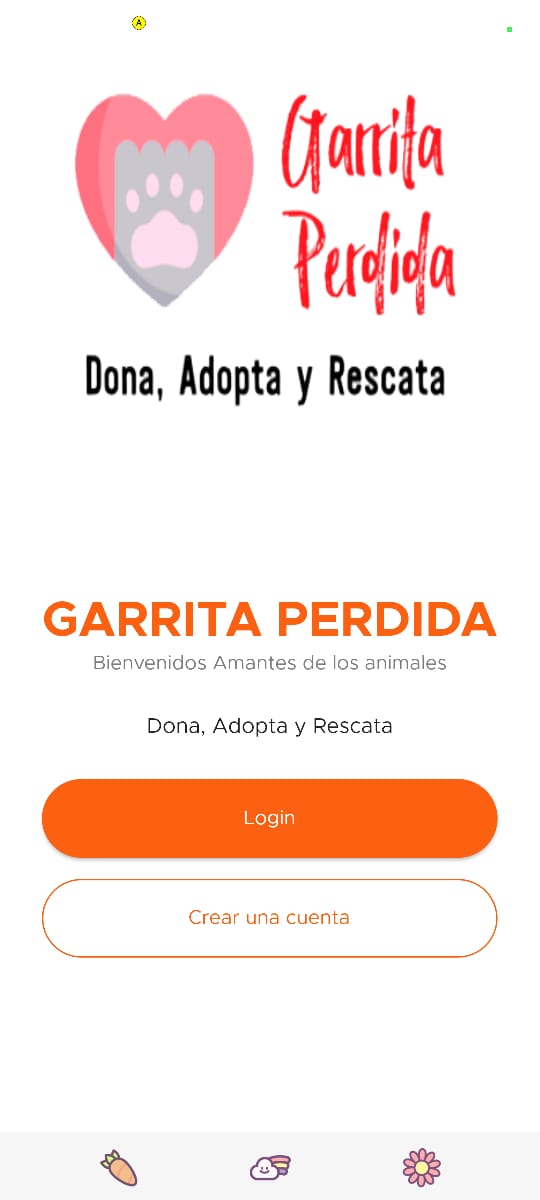 A
Garrita
Perdida
Dona, Adopta y Rescata
GARRITA PERDIDA
Bienvenidos Amantes de los animales
Dona, Adopta y Rescata
Login
Crear una cuenta